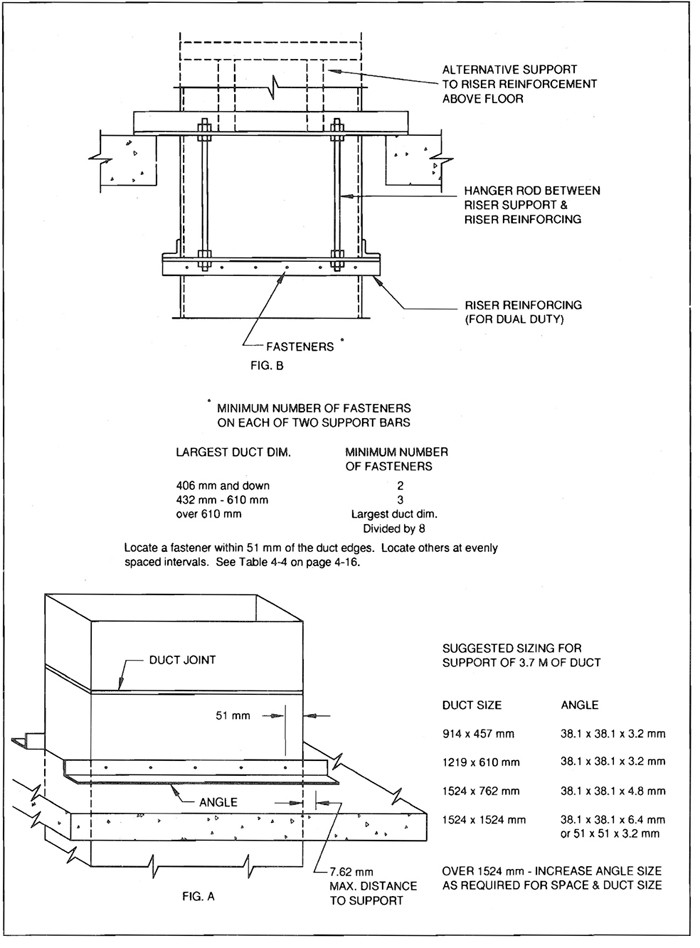 ALTERNATIVE SUPPORT
TO RISER REINFORCEMENT
ABOVE FLOOR
HANGER ROD BETWEEN
RISER SUPPORT &
RISER REINFORCING
RISER REINFORCING
(FOR DUAL DUTY)
FASTENERS *
FIG. B
* MINIMUM NUMBER OF FASTENERS
ON EACH OF TWO SUPPORT BARS
LARGEST DUCT DIM. MINIMUM NUMBER
OF FASTENERS
406 mm and down 2
432 mm - 610 mm 3
over 610 mm Largest duct dim.
Divided by 8
Locate a fastener within 51 mm of the duct edges. Locate others at evenly
spaced intervals. See Table 4-4 on page 4-16.
DUCT JOINT
51 mm
ANGLE
7.62 mm
MAX. DISTANCE
TO SUPPORT
FIG. A
SUGGESTED SIZING FOR
SUPPORT OF 3.7 M OF DUCT
DUCT SIZE ANGLE
914 x 457 mm 38.1 x 38.1 x 3.2 mm
1219 x 610 mm 38.1 x 38.1 x 3.2 mm
1524 x 762 mm 38.1 x 38.1 x 4.8 mm
1524 x 1524 mm 38.1 x 38.1 x 6.4 mm
or 51 x 51 x 3.2 mm
OVER 1524 mm - INCREASE ANGLE SIZE
AS REQUIRED FOR SPACE & DUCT SIZE